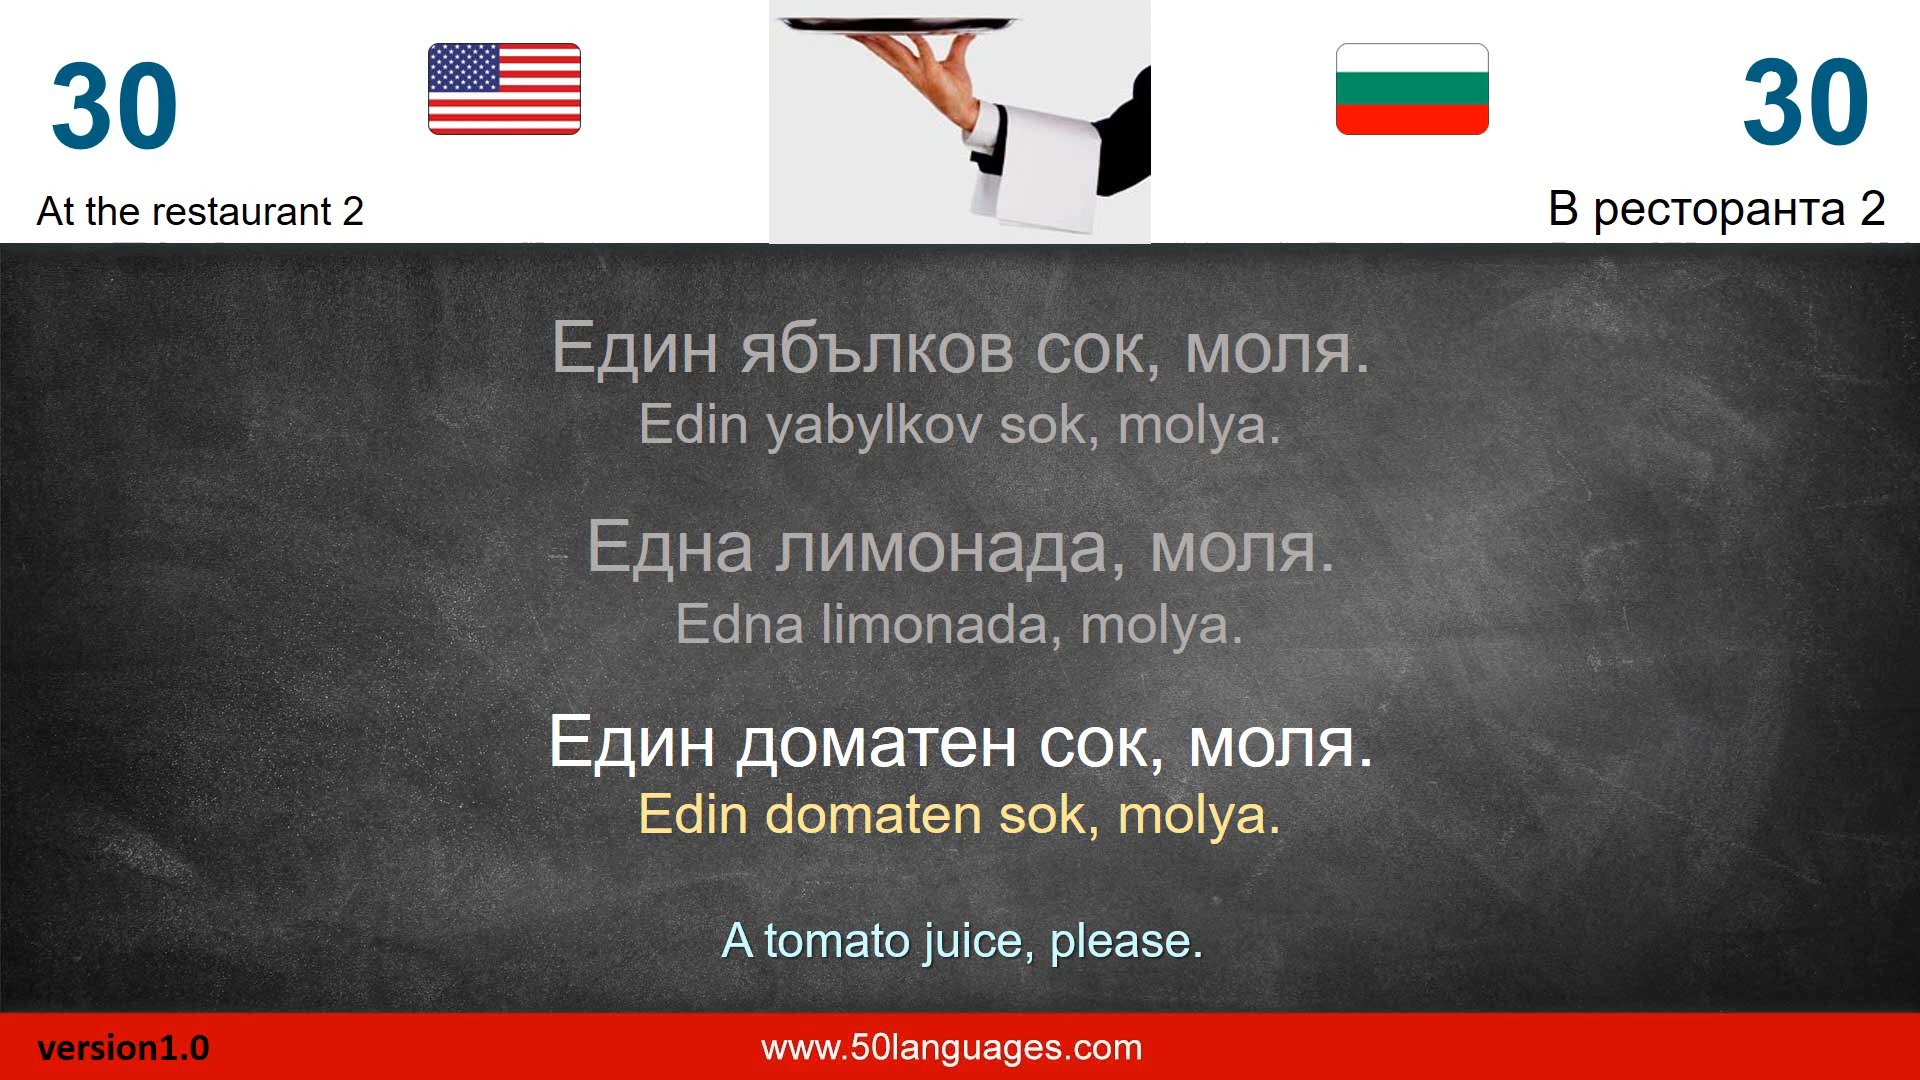 30
30
At the restaurant 2
В ресторанта 2
Един ябълков сок, моля.
Edin yabylkov sok, molya.
Една лимонада, моля.
Edna limonada, molya.
Един доматен сок, моля.
Edin domaten sok, molya.
A tomato juice, please.
version1.0
www.50languages.com